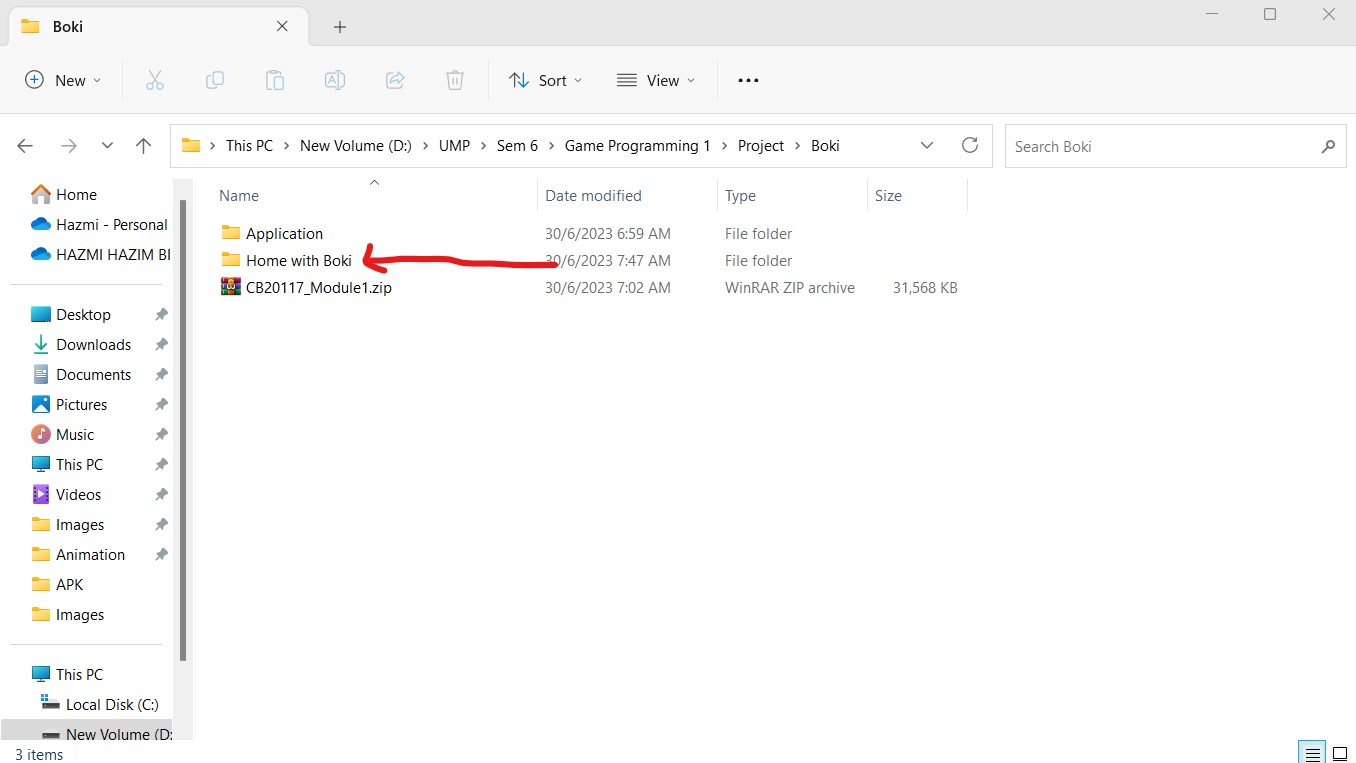 Boki
New
Sort
View
This PC
New Volume (D:)
UMP
Sem 6
Game Programming 1
Project
Boki
Search Boki
Home
Hazmi - Personal
HAZMI HAZIM BI
Desktop
Downloads
Documents
Pictures
Music
This PC
Videos
Images
Animation
APK
Images
This PC
Local Disk (C:)
New Volume (D:
Name Date modified Type Size
Application 30/6/2023 6:59 AM File folder
Home with Boki 30/6/2023 7:47 AM File folder
CB20117_Module1.zip 30/6/2023 7:02 AM WinRAR ZIP archive 31,568 KB
3 items